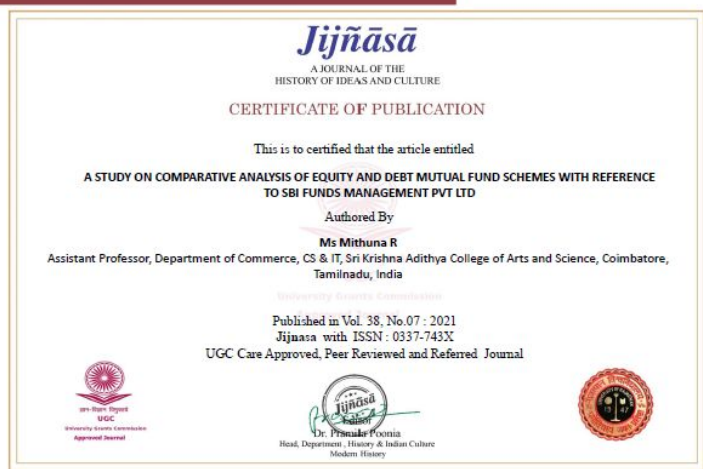 Jijñāsā
A JOURNAL OF THE
HISTORY OF IDEAS AND CULTURE
CERTIFICATE OF PUBLICATION
This is to certified that the article entitled
A STUDY ON COMPARATIVE ANALYSIS OF EQUITY AND DEBT MUTUAL FUND SCHEMES WITH REFERENCE
TO SBI FUNDS MANAGEMENT PVT LTD
Authored By
Ms Mithuna R
Assistant Professor, Department of Commerce, CS & IT, Sri Krishna Adithya College of Arts and Science, Coimbatore,
Tamilnadu, India
University Grants Commission
Published in Vol. 38, No.07 : 2021
Jijnasa with ISSN : 0337-743X
UGC Care Approved, Peer Reviewed and Referred Journal
ज्ञान-विज्ञान विमुक्तये
UGC
University Grants Commission
Approved Journal
Jijñāsā
Editor
Dr. Pramila Poonia
Head, Department , History & Indian Culture
Modern History
19 47